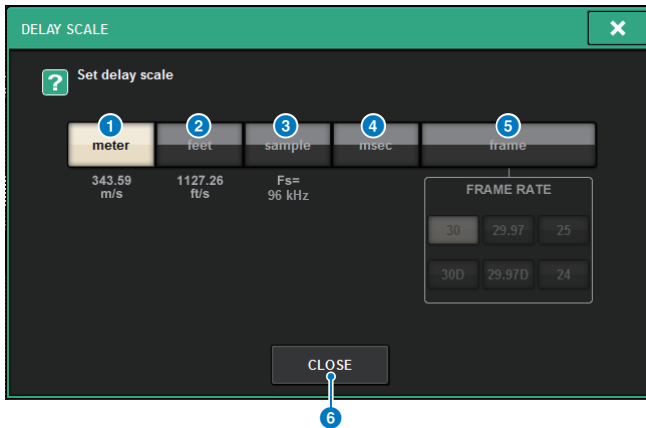 DELAY SCALE
? Set delay scale
1 2 3 4 5
meter feet sample msec frame
343.59 1127.26 Fs=
m/s ft/s 96 kHz
FRAME RATE
30 29.97 25
30D 29.97D 24
CLOSE
6